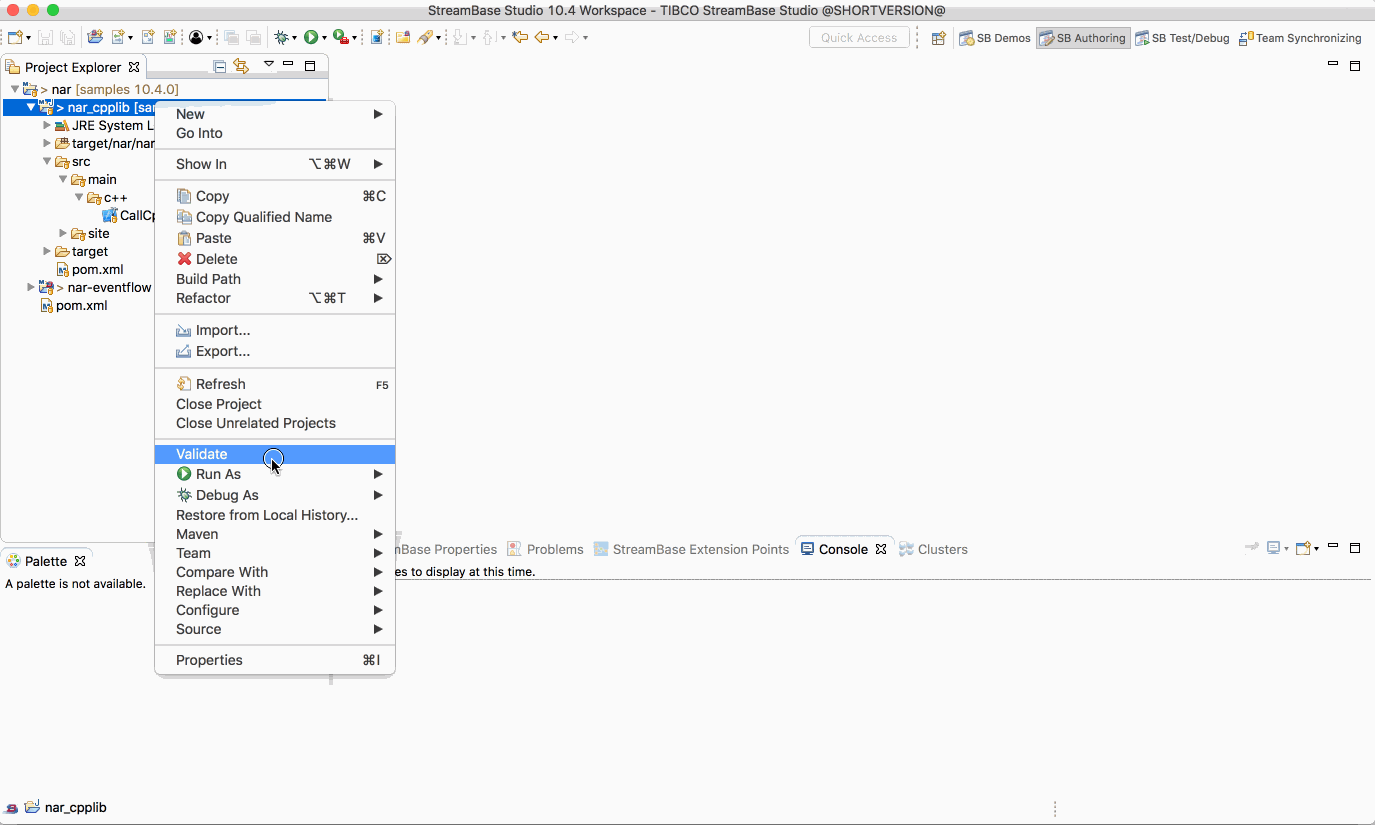 StreamBase Studio 10.4 Workspace - TIBCO StreamBase Studio @SHORTVERSION@
Quick Access
SB Demos
SB Authoring
SB Test/Debug
Team Synchronizing
Project Explorer
> nar [samples 10.4.0]
> nar_cpplib [sar
JRE System L
target/nar/nar
src
main
c++
CallCp
site
target
pom.xml
> nar-eventflow
pom.xml
New
Go Into
Show In ⌥⌘W
Copy ⌘C
Copy Qualified Name
Paste ⌘V
Delete ⌦
Build Path
Refactor ⌥⌘T
Import...
Export...
Refresh F5
Close Project
Close Unrelated Projects
Validate
Run As
Debug As
Restore from Local History...
Maven
Team
Compare With
Replace With
Configure
Source
Properties ⌘I
Palette
A palette is not available.
Base Properties
Problems
StreamBase Extension Points
Console
Clusters
es to display at this time.
nar_cpplib